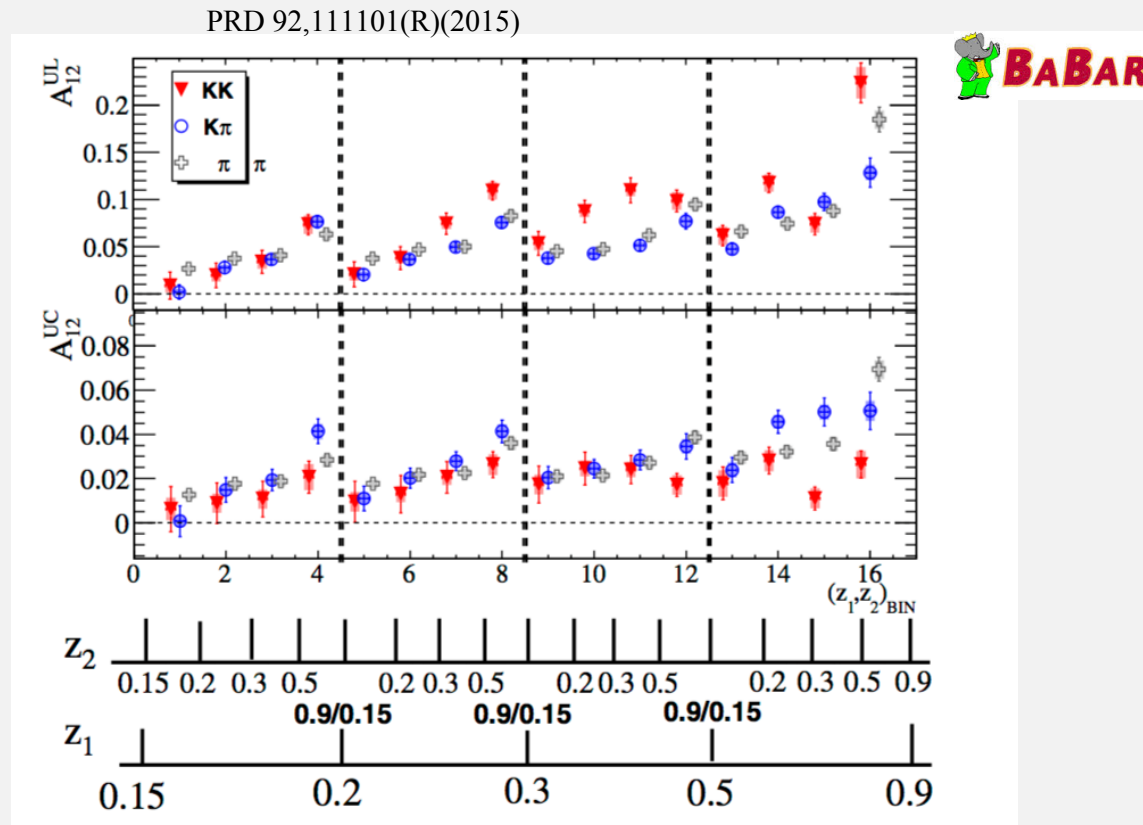 PRD 92,111101(R)(2015)
BABAR
A₁₂^UL
KK
Kπ
π π
0.2
0.15
0.1
0.05
0
A₁₂^UC
0.08
0.06
0.04
0.02
0
0 2 4 6 8 10 12 14 16
(z₁,z₂)BIN
z₂
0.15 0.2 0.3 0.5 0.2 0.3 0.5 0.2 0.3 0.5 0.2 0.3 0.5 0.9
0.9/0.15 0.9/0.15 0.9/0.15
z₁
0.15 0.2 0.3 0.5 0.9